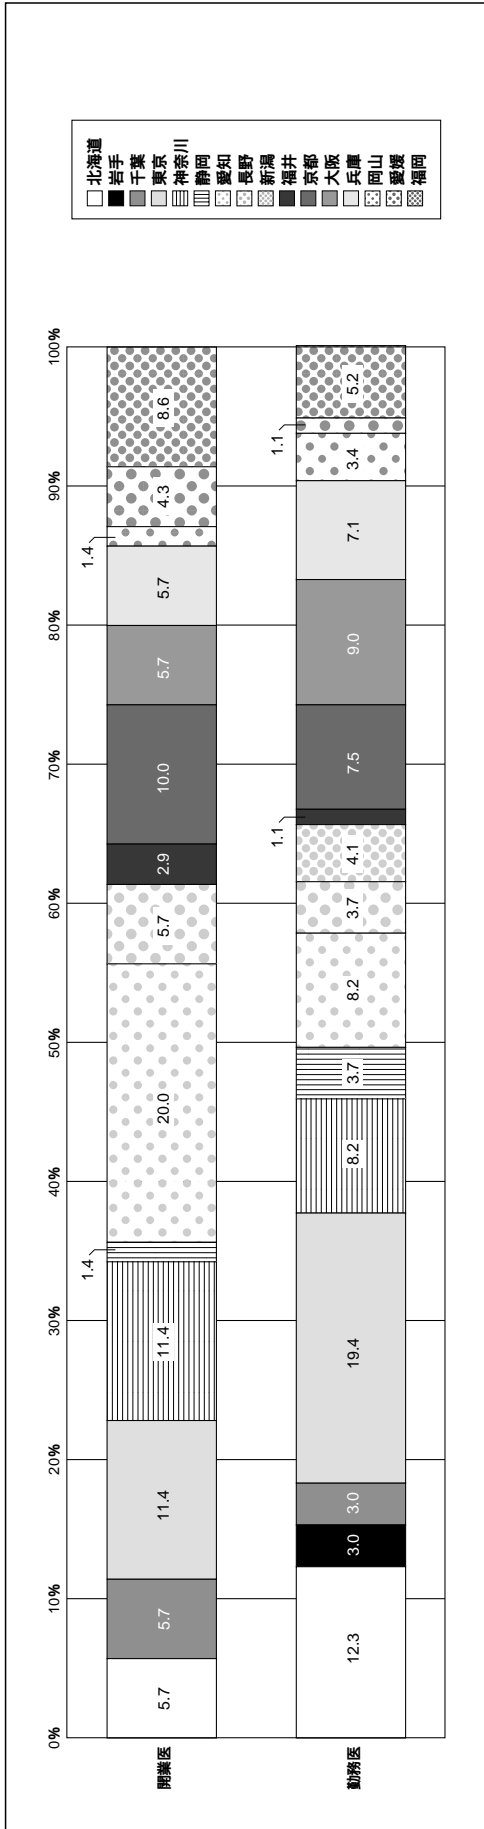 0%
10%
20%
30%
40%
50%
60%
70%
80%
90%
100%
開業医
5.7
5.7
11.4
11.4
1.4
20.0
5.7
2.9
10.0
5.7
5.7
1.4
4.3
8.6
勤務医
12.3
3.0
3.0
19.4
8.2
3.7
8.2
3.7
4.1
1.1
7.5
9.0
7.1
3.4
1.1
5.2
北海道
岩手
千葉
東京
神奈川
静岡
愛知
長野
新潟
福井
京都
大阪
兵庫
岡山
愛媛
福岡